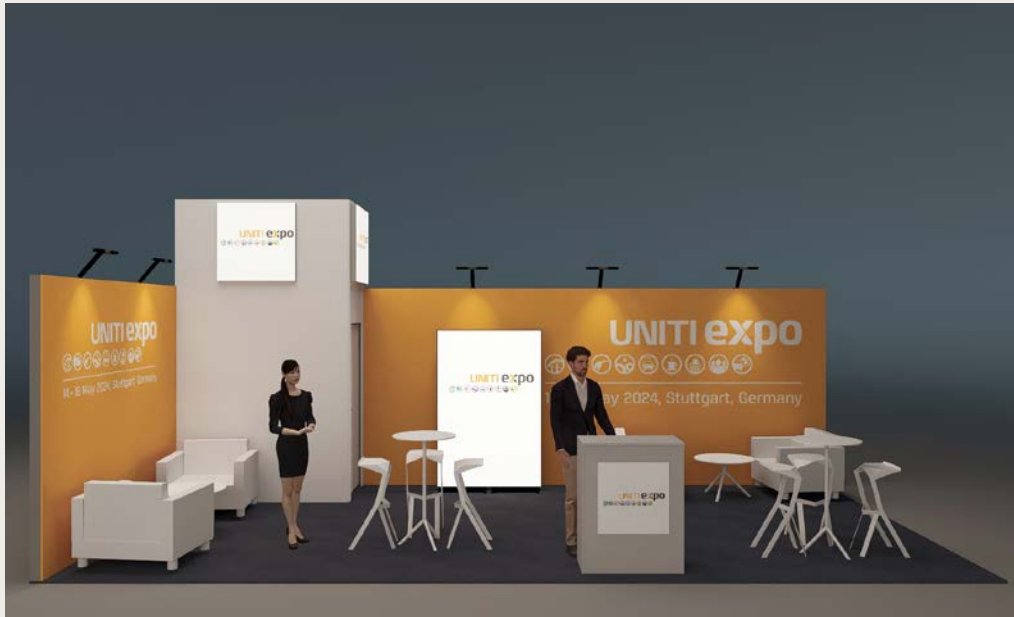 UNITI expo
UNITI expo
14 - 16 May 2024, Stuttgart Germany
UNITI expo
UNITI expo
May 2024, Stuttgart, Germany
UNITI expo